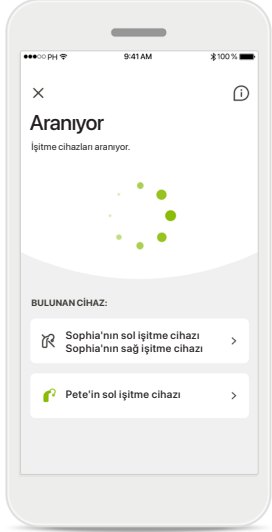 PH 9:41 AM 100 %
Aranıyor
İşitme cihazları aranıyor.
BULUNAN CİHAZ:
Sophia'nın sol işitme cihazı
Sophia'nın sağ işitme cihazı
Pete'in sol işitme cihazı